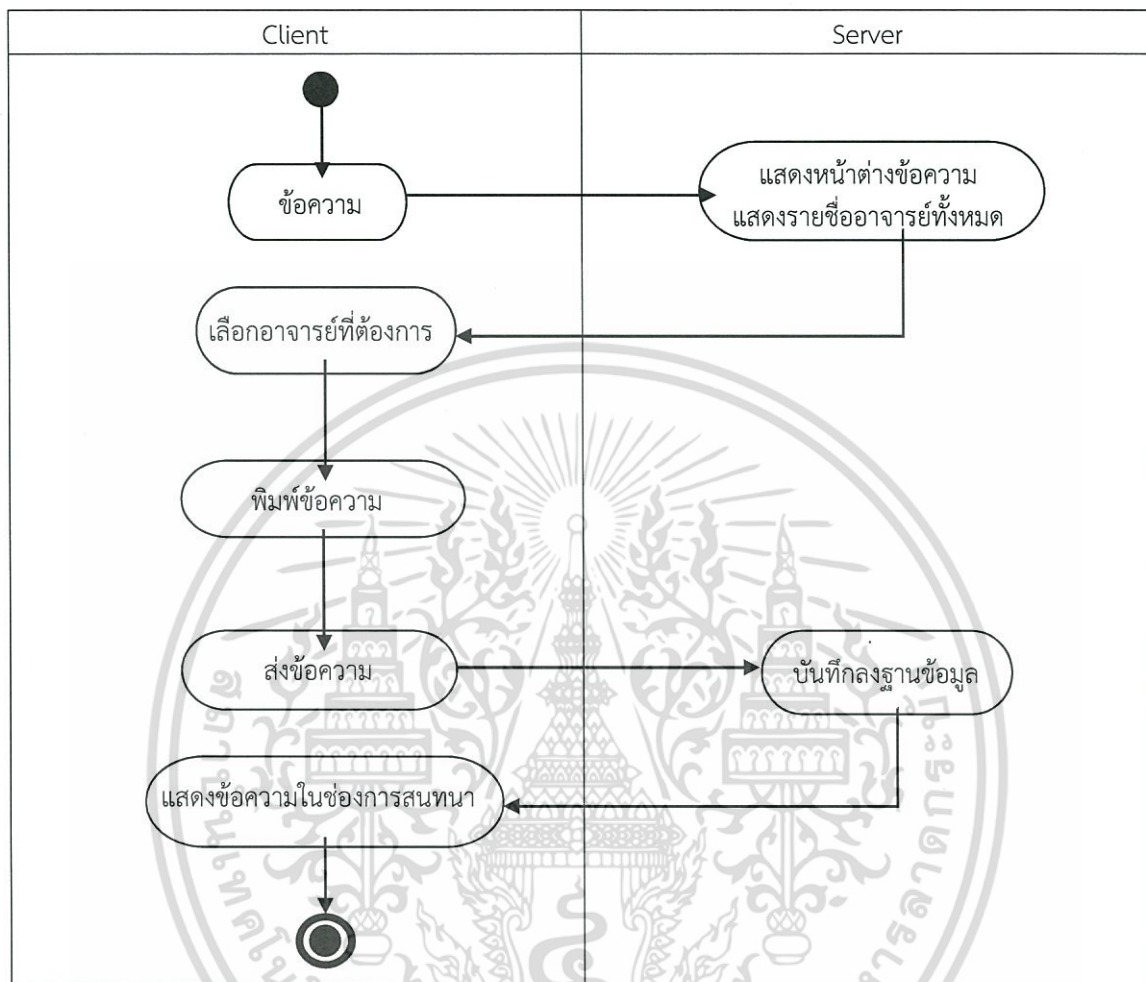 Client
Server
ข้อความ
แสดงหน้าต่างข้อความ
แสดงรายชื่ออาจารย์ทั้งหมด
เลือกอาจารย์ที่ต้องการ
พิมพ์ข้อความ
ส่งข้อความ
บันทึกลงฐานข้อมูล
แสดงข้อความในช่องการสนทนา